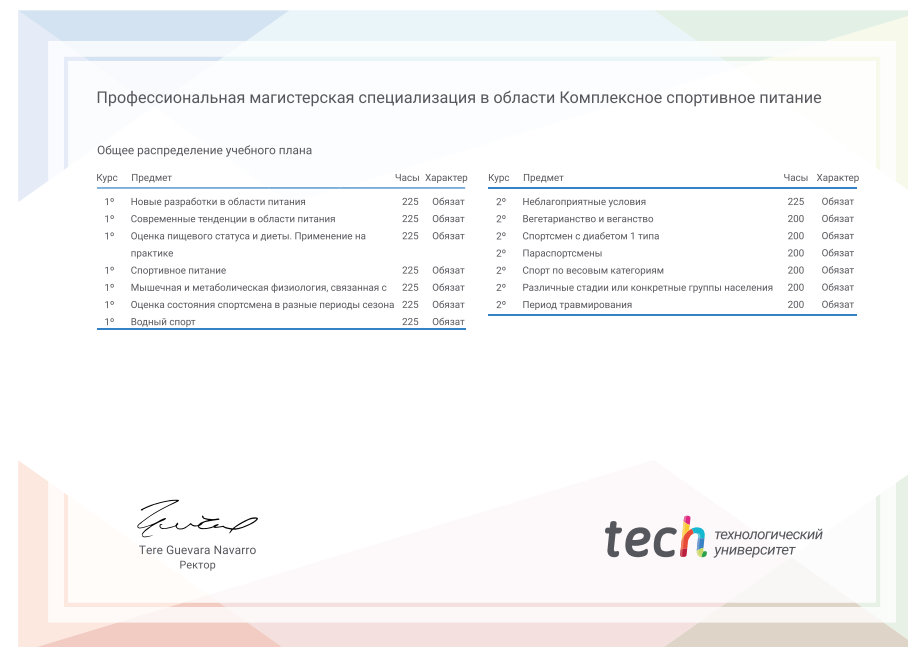 Профессиональная магистерская специализация в области Комплексное спортивное питание
Общее распределение учебного плана
Курс Предмет Часы Характер
1º Новые разработки в области питания 225 Обязат
1º Современные тенденции в области питания 225 Обязат
1º Оценка пищевого статуса и диеты. Применение на 225 Обязат
практике
1º Спортивное питание 225 Обязат
1º Мышечная и метаболическая физиология, связанная с 225 Обязат
1º Оценка состояния спортсмена в разные периоды сезона 225 Обязат
1º Водный спорт 225 Обязат
Курс Предмет Часы Характер
2º Неблагоприятные условия 225 Обязат
2º Вегетарианство и веганство 200 Обязат
2º Спортсмен с диабетом 1 типа 200 Обязат
2º Параспортсмены 200 Обязат
2º Спорт по весовым категориям 200 Обязат
2º Различные стадии или конкретные группы населения 200 Обязат
2º Период травмирования 200 Обязат
Tere Guevara Navarro
Ректор
tech технологический
университет